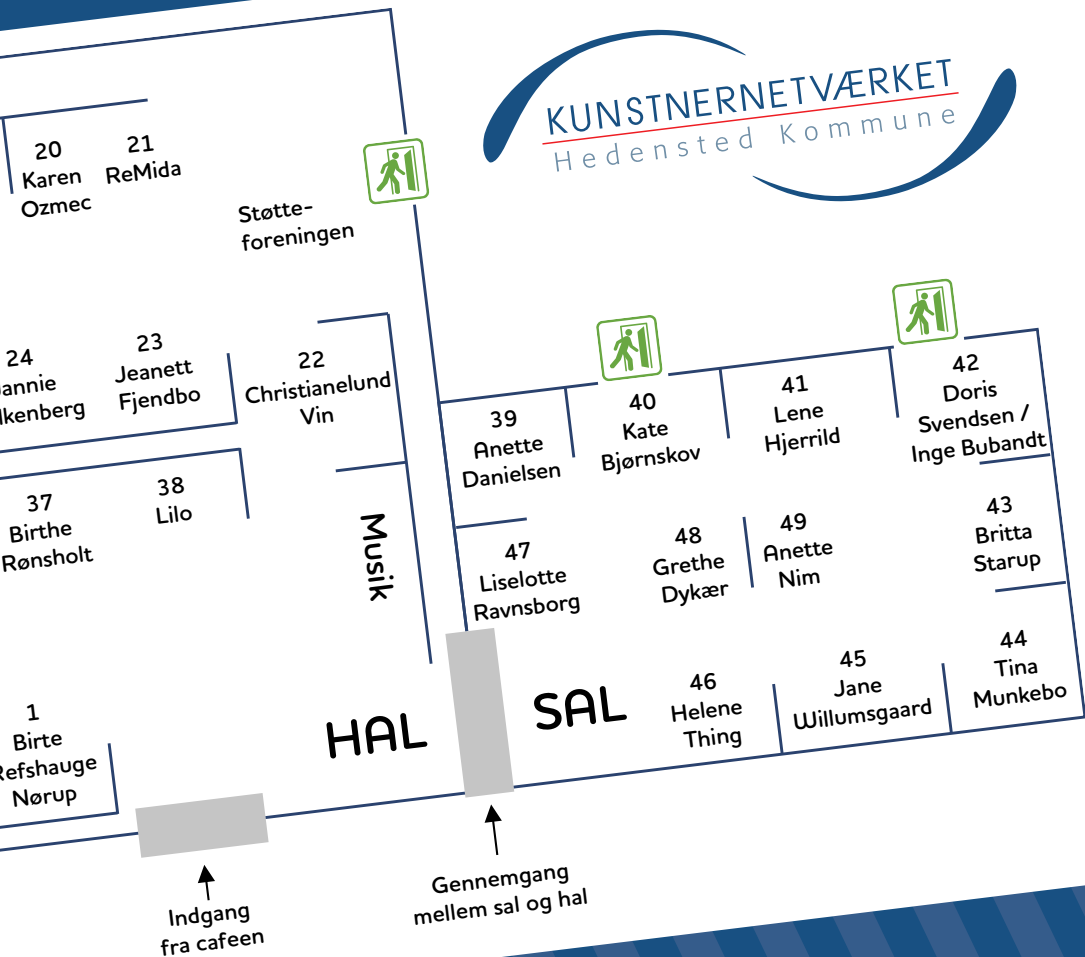 KUNSTNERNETVÆRKET
Hedensted Kommune
20
Karen
Ozmec
21
ReMida
Støtte-
foreningen
24
23
Jeanett
Fjendbo
22
Christianelund
Vin
37
Birthe
Rønsholt
38
Lilo
Musik
39
Anette
Danielsen
40
Kate
Bjørnskov
41
Lene
Hjerrild
42
Doris
Svendsen /
Inge Bubandt
47
Liselotte
Ravnsborg
48
Grethe
Dykær
49
Anette
Nim
43
Britta
Starup
1
Birte
Refshauge
Nørup
HAL
SAL
46
Helene
Thing
45
Jane
Willumsgaard
44
Tina
Munkebo
Indgang
fra cafeen
Gennemgang
mellem sal og hal